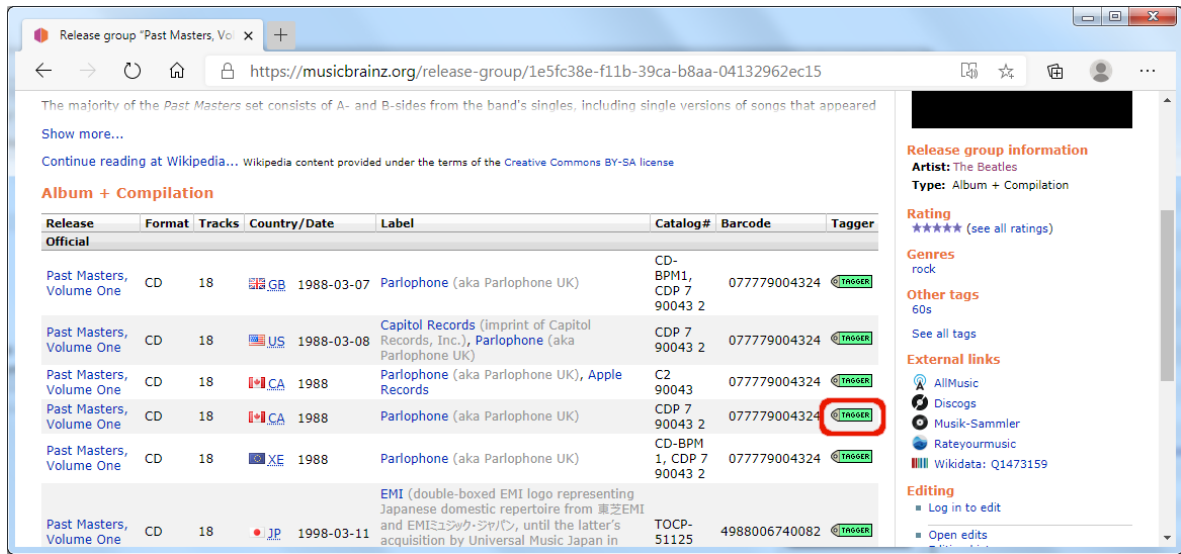 Release group "Past Masters, Vol
https://musicbrainz.org/release-group/1e5fc38e-f11b-39ca-b8aa-04132962ec15
The majority of the Past Masters set consists of A- and B-sides from the band's singles, including single versions of songs that appeared
Show more...
Continue reading at Wikipedia... Wikipedia content provided under the terms of the Creative Commons BY-SA license
Album + Compilation
Release Format Tracks Country/Date Label Catalog# Barcode Tagger
Official
Past Masters, Volume One CD 18 GB 1988-03-07 Parlophone (aka Parlophone UK) CD-BPM1, CDP 7 90043 2 077779004324 TAGGER
Past Masters, Volume One CD 18 US 1988-03-08 Capitol Records (imprint of Capitol Records, Inc.), Parlophone (aka Parlophone UK) CDP 7 90043 2 077779004324 TAGGER
Past Masters, Volume One CD 18 CA 1988 Parlophone (aka Parlophone UK), Apple Records C2 90043 077779004324 TAGGER
Past Masters, Volume One CD 18 CA 1988 Parlophone (aka Parlophone UK) CDP 7 90043 2 077779004324 TAGGER
Past Masters, Volume One CD 18 XE 1988 Parlophone (aka Parlophone UK) CD-BPM 1, CDP 7 90043 2 077779004324 TAGGER
Past Masters, Volume One CD 18 JP 1998-03-11 EMI (double-boxed EMI logo representing Japanese domestic repertoire from 東芝EMI and EMIミュージック・ジャパン, until the latter's acquisition by Universal Music Japan in TOCP-51125 4988006740082 TAGGER
Release group information
Artist: The Beatles
Type: Album + Compilation
Rating
★★★★★ (see all ratings)
Genres
rock
Other tags
60s
See all tags
External links
AllMusic
Discogs
Musik-Sammler
Rateyourmusic
Wikidata: Q1473159
Editing
Log in to edit
Open edits